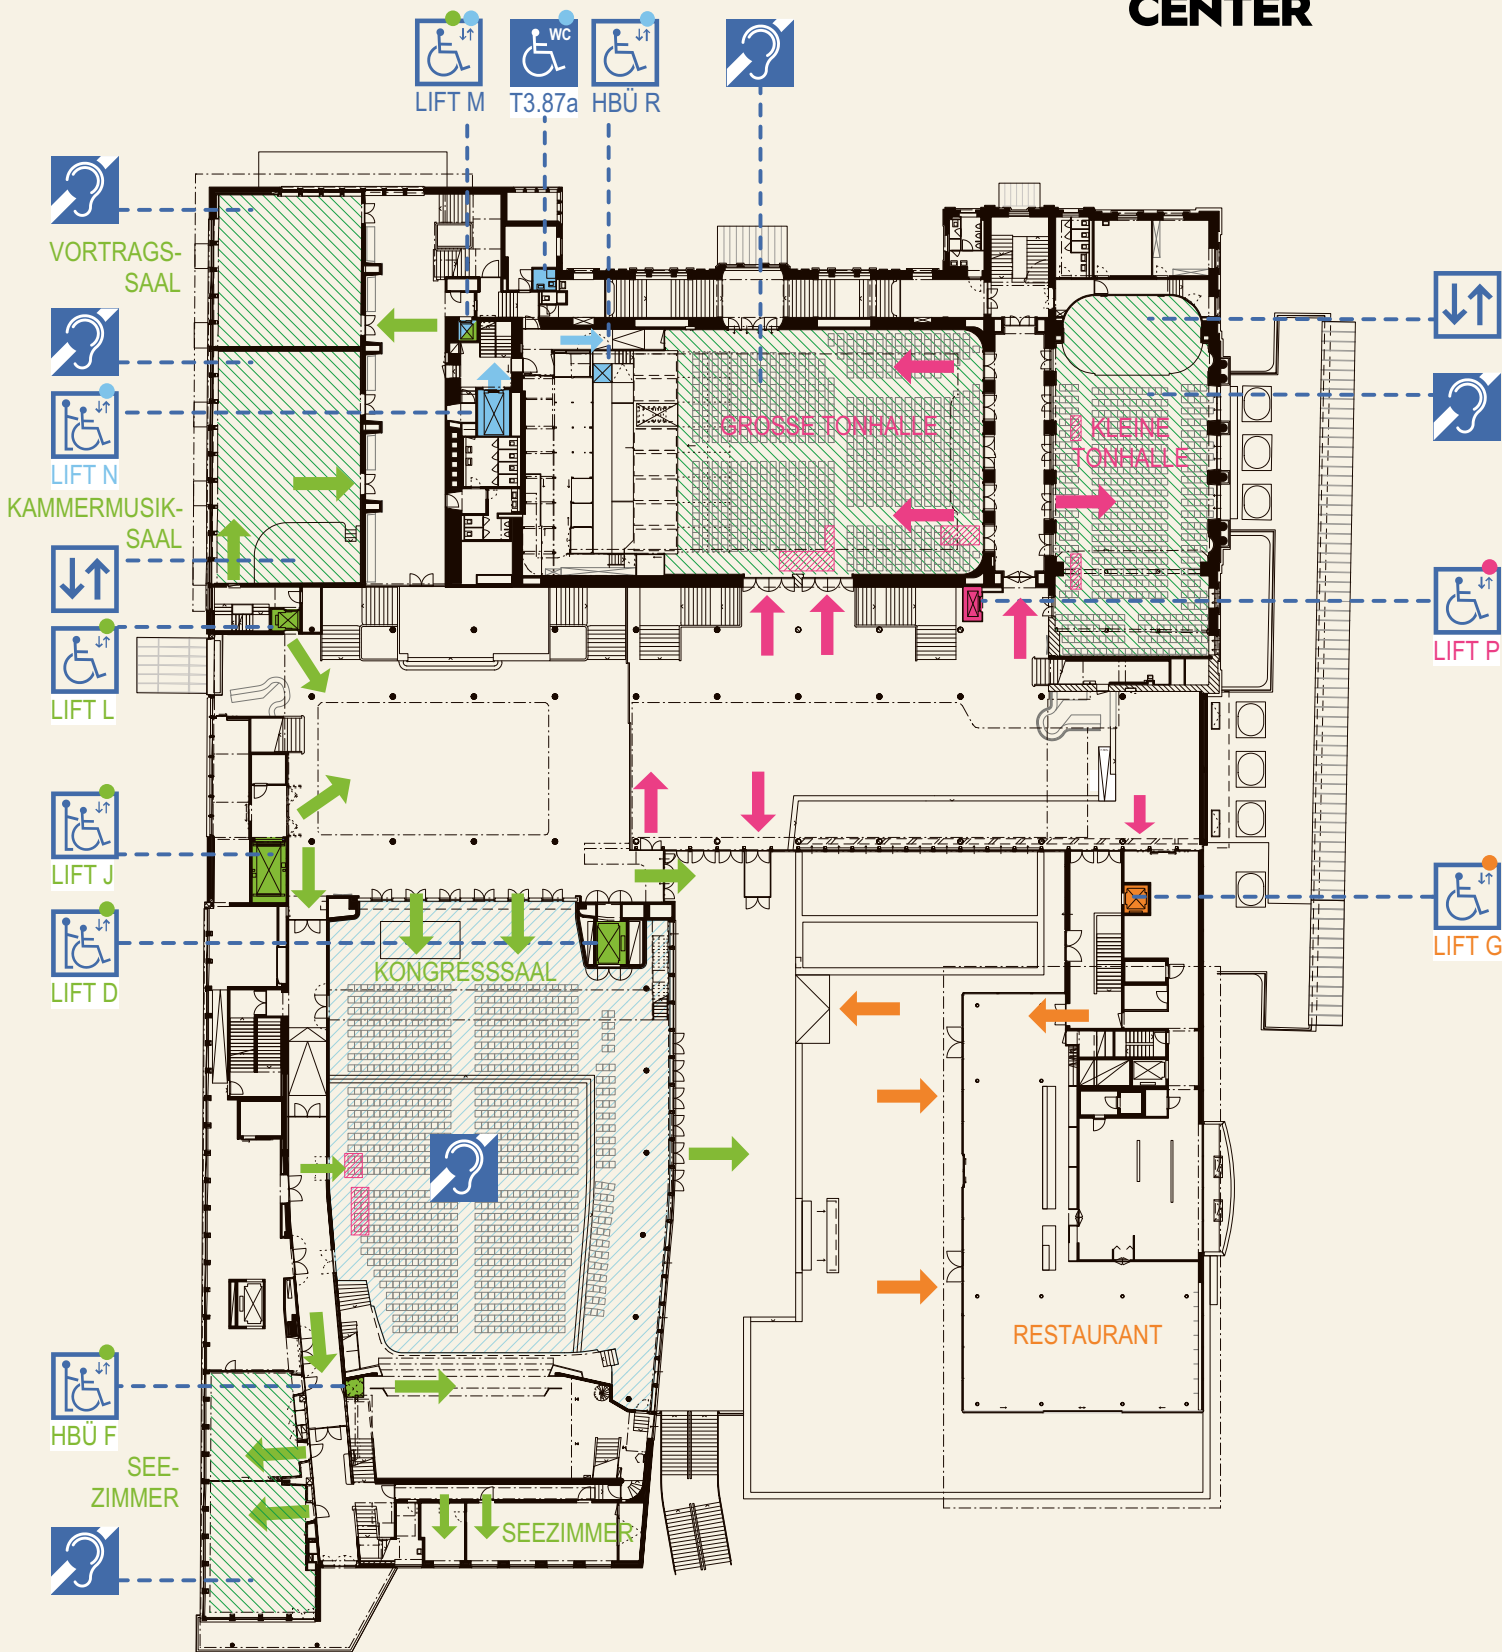 CENTER
WC
LIFT M
T3.87a
HBÜ R
VORTRAGS-
SAAL
LIFT N
KAMMERMUSIK-
SAAL
GROSSE TONHALLE
KLEINE
TONHALLE
LIFT L
LIFT P
LIFT J
LIFT D
LIFT G
KONGRESSSAAL
RESTAURANT
HBÜ F
SEE-
ZIMMER
SEEZIMMER